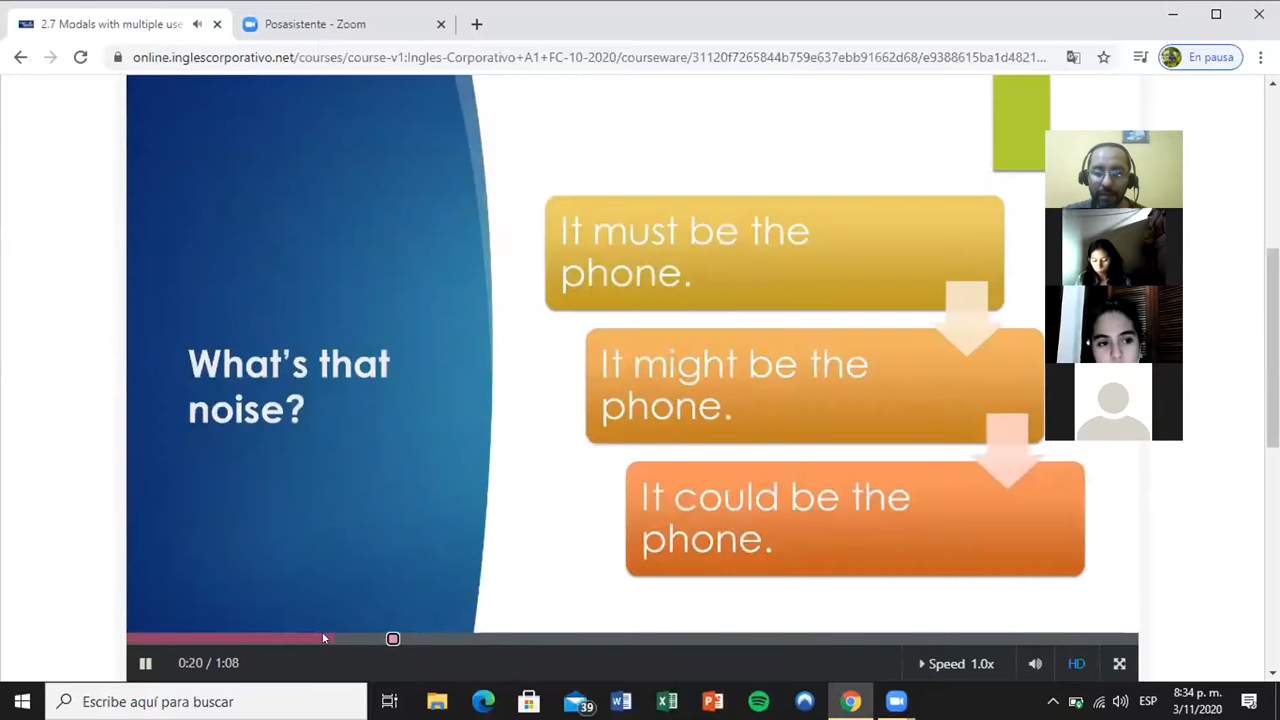 2.7 Modals with multiple use
Posasistente - Zoom
online.inglescorporativo.net/courses/course-v1:Ingles-Corporativo+A1+FC-10-2020/courseware/31120f7265844b759e637ebb91662d68/e9388615ba1d4821...
En pausa
It must be the
phone.
It might be the
phone.
What's that
noise?
It could be the
phone.
0:20 / 1:08
Speed 1.0x
HD
Escribe aquí para buscar
39
ESP
8:34 p. m.
3/11/2020